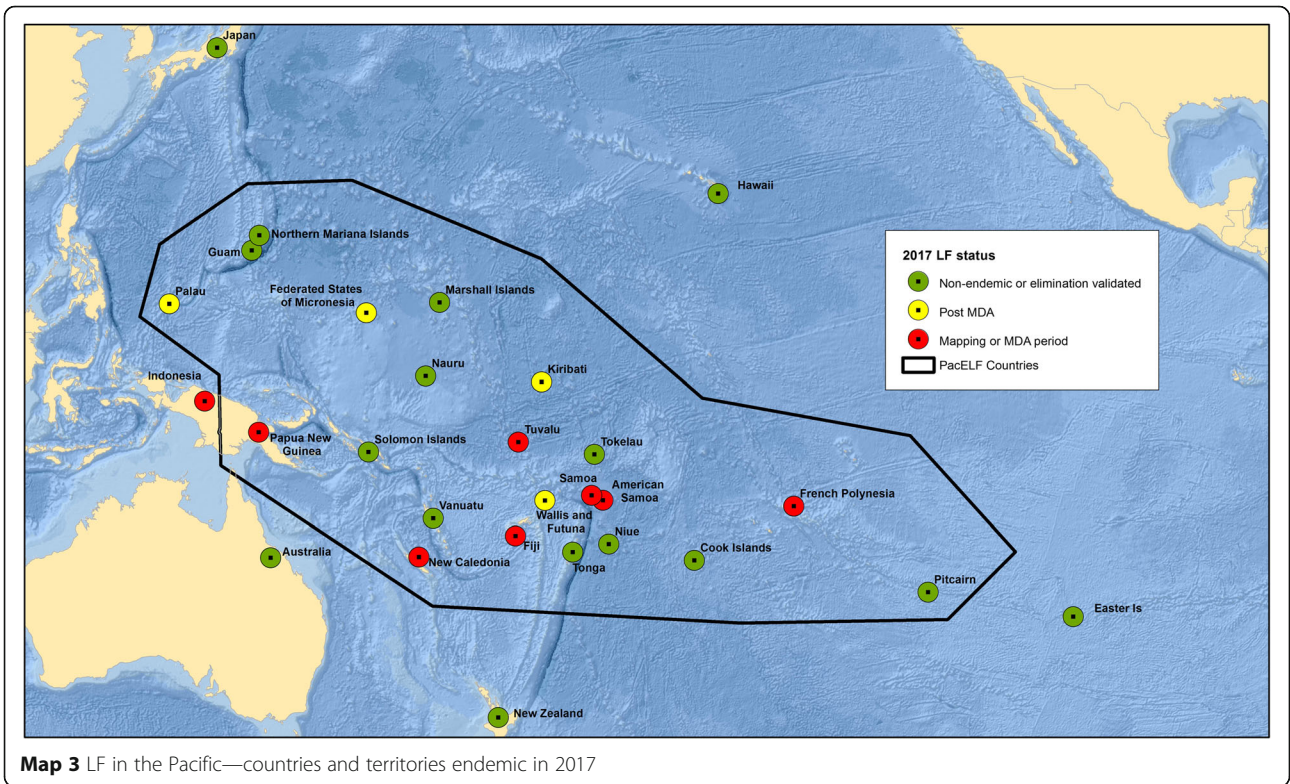 Japan
Hawaii
Northern Mariana Islands
Guam
2017 LF status
Non-endemic or elimination validated
Post MDA
Mapping or MDA period
PacELF Countries
Palau
Federated States
of Micronesia
Marshall Islands
Nauru
Kiribati
Indonesia
Papua New
Guinea
Solomon Islands
Tuvalu
Tokelau
Samoa
American
Samoa
French Polynesia
Wallis and
Futuna
Vanuatu
Fiji
Niue
New Caledonia
Tonga
Cook Islands
Australia
Pitcairn
Easter Is
New Zealand
Map 3 LF in the Pacific—countries and territories endemic in 2017